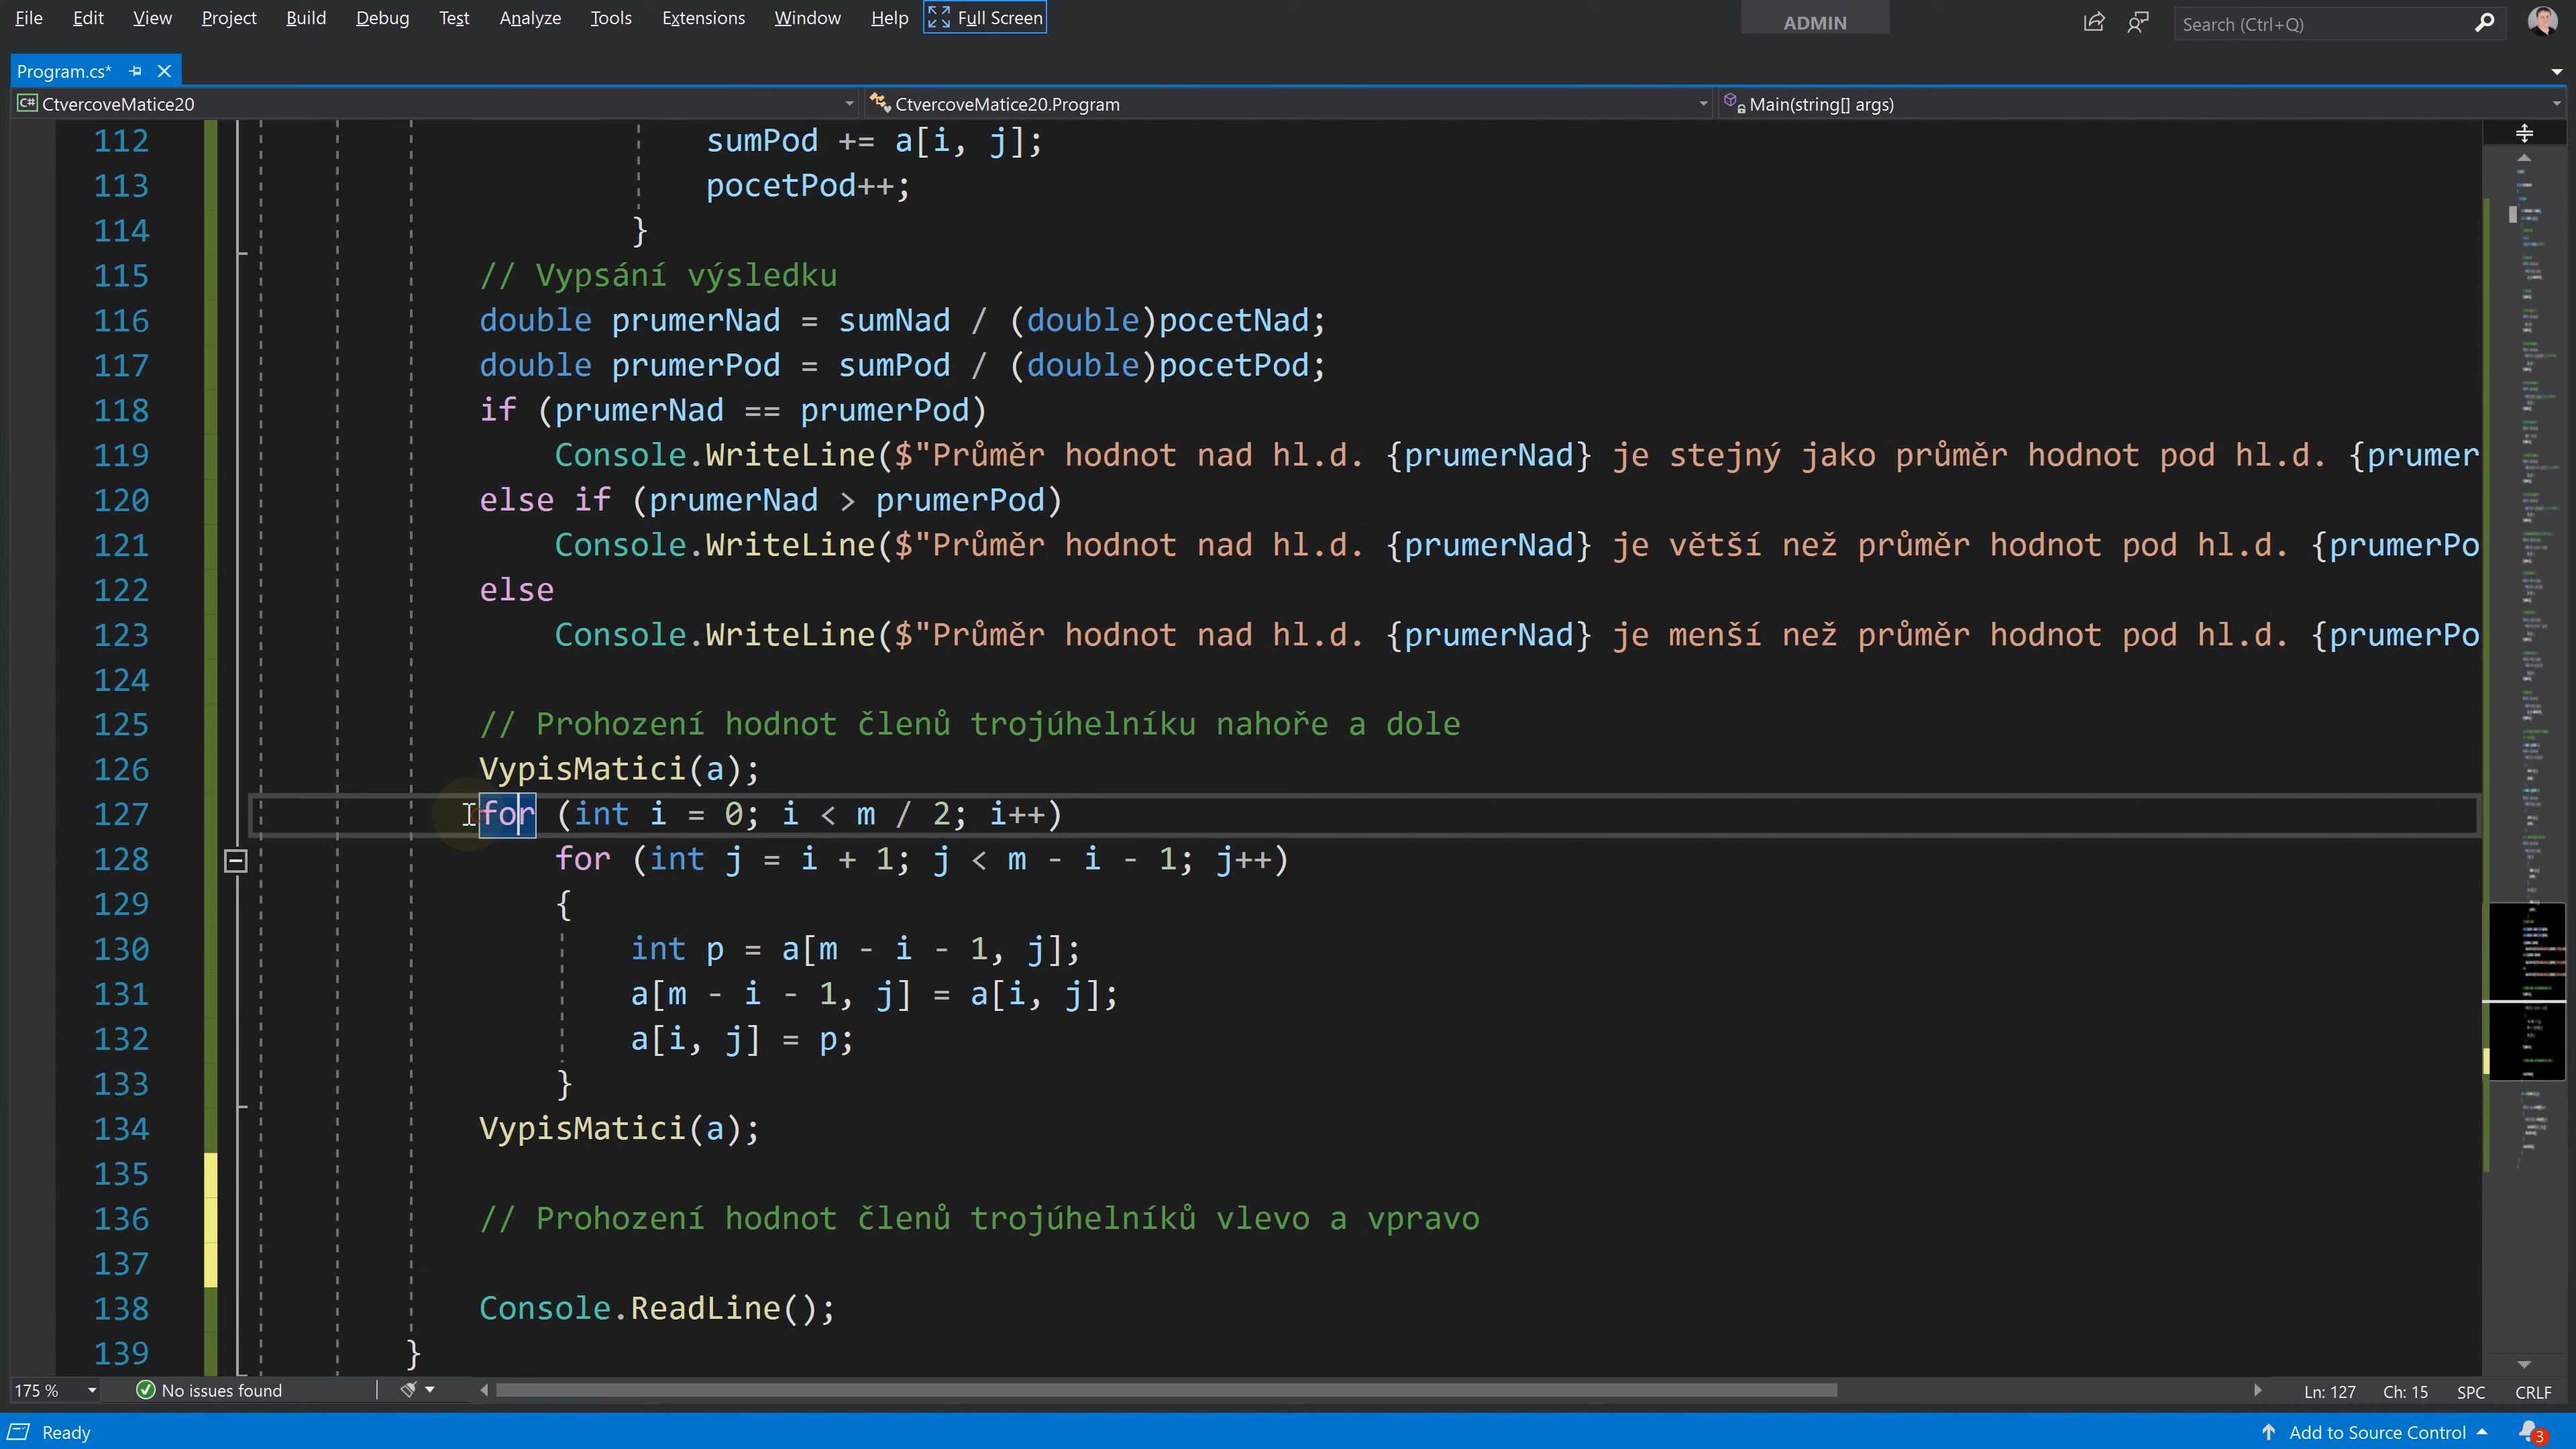 File Edit View Project Build Debug Test Analyze Tools Extensions Window Help Full Screen ADMIN Search (Ctrl+Q)
Program.cs*
C# CtvercoveMatice20 CtvercoveMatice20.Program Main(string[] args)
112 sumPod += a[i, j];
113 pocetPod++;
114 }
115 // Vypsání výsledku
116 double prumerNad = sumNad / (double)pocetNad;
117 double prumerPod = sumPod / (double)pocetPod;
118 if (prumerNad == prumerPod)
119 Console.WriteLine($"Průměr hodnot nad hl.d. {prumerNad} je stejný jako průměr hodnot pod hl.d. {prumer
120 else if (prumerNad > prumerPod)
121 Console.WriteLine($"Průměr hodnot nad hl.d. {prumerNad} je větší než průměr hodnot pod hl.d. {prumerPo
122 else
123 Console.WriteLine($"Průměr hodnot nad hl.d. {prumerNad} je menší než průměr hodnot pod hl.d. {prumerPo
124
125 // Prohození hodnot členů trojúhelníku nahoře a dole
126 VypisMatici(a);
127 for (int i = 0; i < m / 2; i++)
128 for (int j = i + 1; j < m - i - 1; j++)
129 {
130 int p = a[m - i - 1, j];
131 a[m - i - 1, j] = a[i, j];
132 a[i, j] = p;
133 }
134 VypisMatici(a);
135
136 // Prohození hodnot členů trojúhelníků vlevo a vpravo
137
138 Console.ReadLine();
139 }
175 % No issues found Ln: 127 Ch: 15 SPC CRLF
Ready Add to Source Control 3